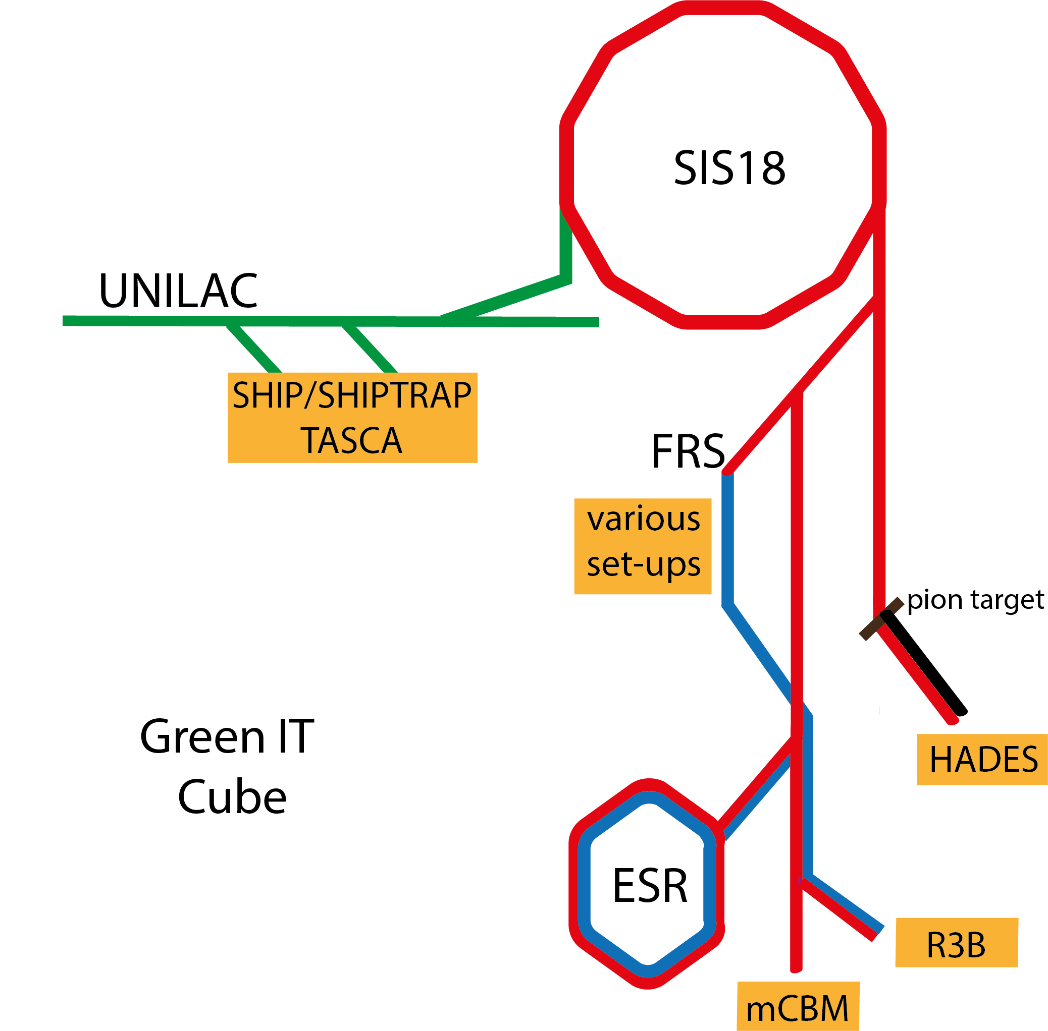 SIS18
UNILAC
SHIP/SHIPTRAP
TASCA
FRS
various
set-ups
pion target
HADES
Green IT
Cube
ESR
R3B
mCBM